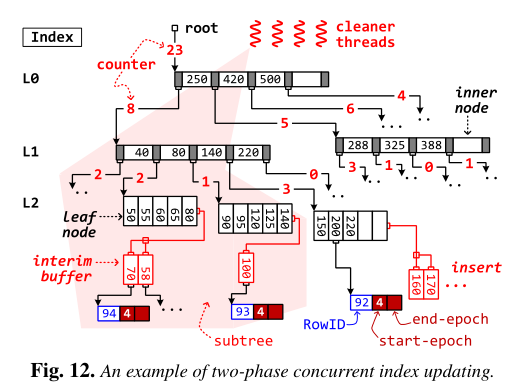 Index
root
cleaner
threads
23
counter
L0
250 420 500
8
5
6
4
...
inner
node
L1
40 80 140 220
288 325 388
2
2
1
3
0
3
1
0
1
..
..
..
...
..
L2
leaf
node
50 55 60 65 80
90 95 120 125 140
150 200 220
interim
buffer
70 58
100
160 170
insert
...
94 4
...
93 4
92 4
subtree
RowID
end-epoch
start-epoch
Fig. 12. An example of two-phase concurrent index updating.